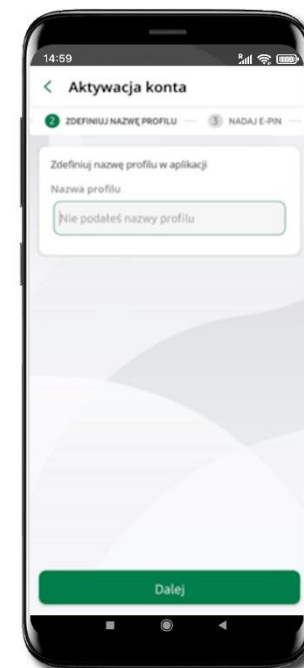 14:59
Aktywacja konta
2 ZDEFINIUJ NAZWĘ PROFILU 3 NADAJ E-PIN
Zdefiniuj nazwę profilu w aplikacji
Nazwa profilu
Nie podałeś nazwy profilu
Dalej